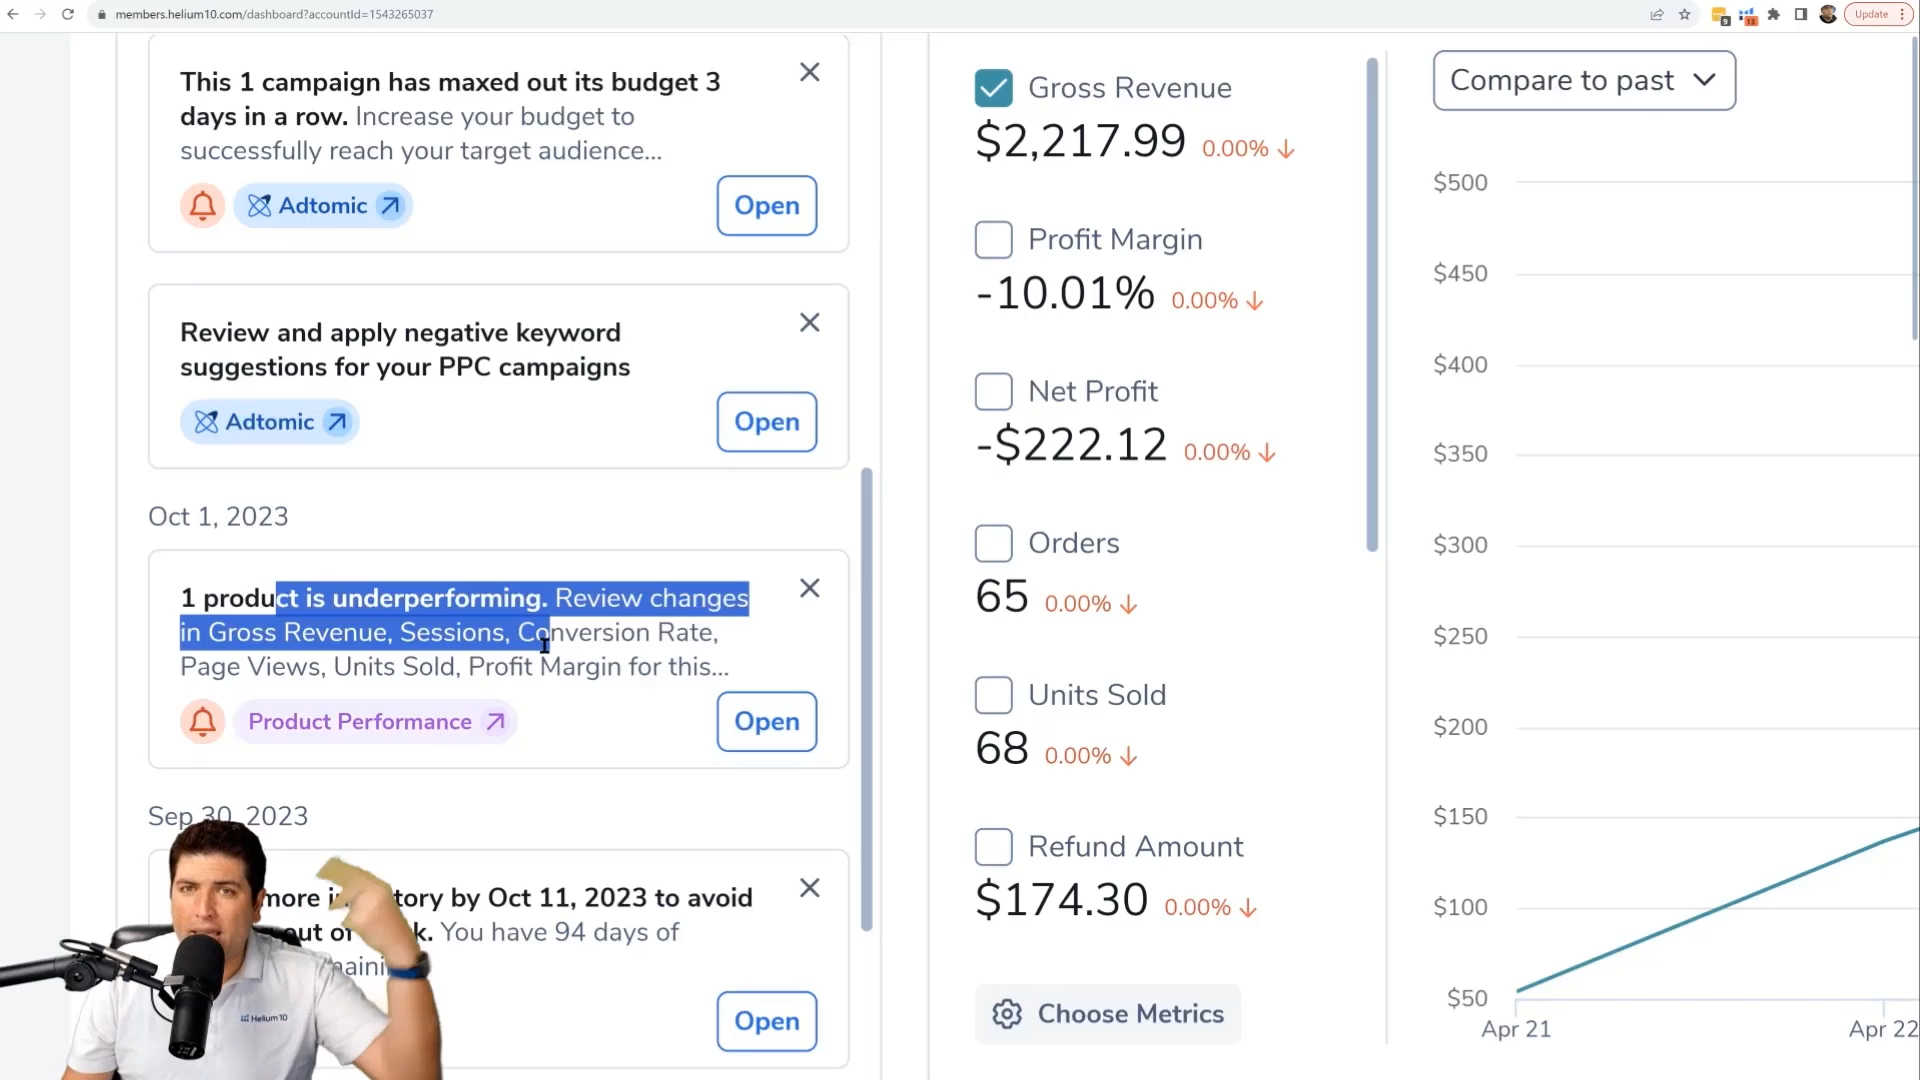 members.helium10.com/dashboard?accountId=1543265037
Update
9
13
This 1 campaign has maxed out its budget 3
days in a row. Increase your budget to
successfully reach your target audience...
Adtomic
Open
Review and apply negative keyword
suggestions for your PPC campaigns
Adtomic
Open
Oct 1, 2023
1 product is underperforming. Review changes
in Gross Revenue, Sessions, Conversion Rate,
Page Views, Units Sold, Profit Margin for this...
Product Performance
Open
Sep 30, 2023
more tory by Oct 11, 2023 to avoid
out of k. You have 94 days of
Open
Helium 10
Gross Revenue
$2,217.99 0.00%
Profit Margin
-10.01% 0.00%
Net Profit
-$222.12 0.00%
Orders
65 0.00%
Units Sold
68 0.00%
Refund Amount
$174.30 0.00%
Choose Metrics
Compare to past
$500
$450
$400
$350
$300
$250
$200
$150
$100
$50
Apr 21
Apr 22